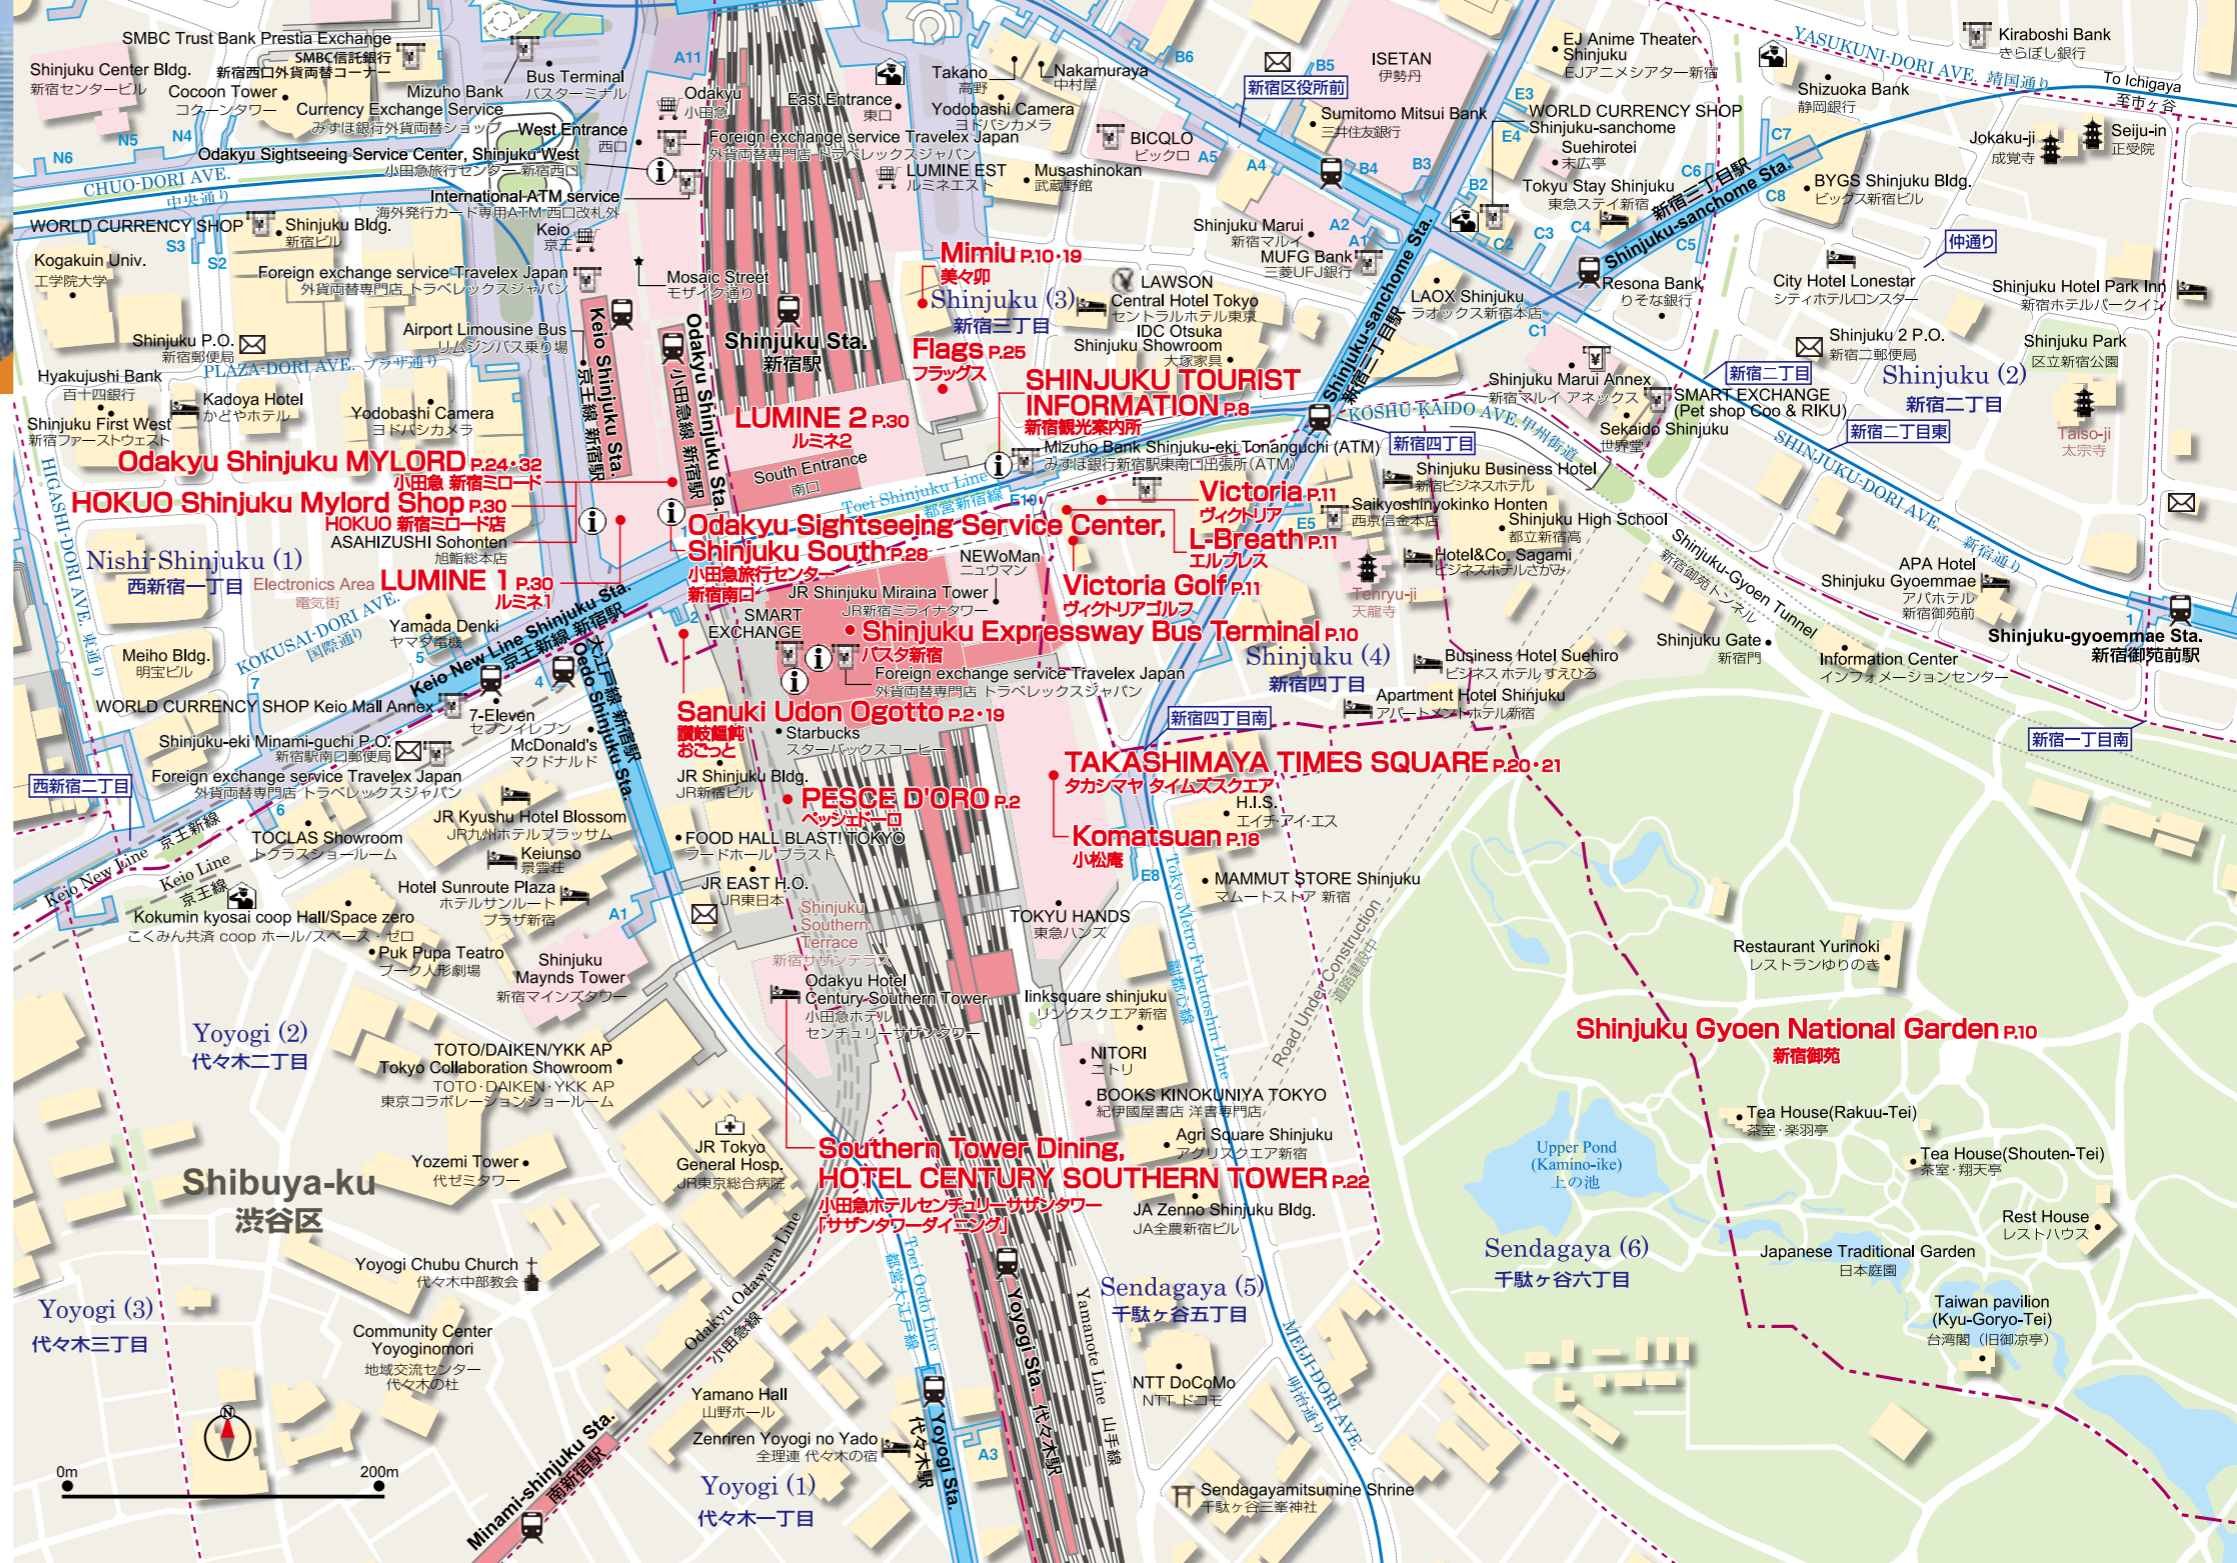 SMBC Trust Bank Prestia Exchange
SMBC信託銀行
新宿西口外貨両替コーナー
Shinjuku Center Bldg.
新宿センタービル
Cocoon Tower
コクーンタワー
Mizuho Bank
Currency Exchange Service
みずほ銀行外貨両替ショップ
Bus Terminal
バスターミナル
A11
N6
N5
N4
West Entrance
西口
Odakyu
小田急
East Entrance
東口
Takano
高野
Nakamuraya
中村屋
Yodobashi Camera
ヨドバシカメラ
Foreign exchange service Travelex Japan
外貨両替専門店 トラベレックスジャパン
Odakyu Sightseeing Service Center, Shinjuku West
小田急旅行センター 新宿西口
International ATM service
海外発行カード専用ATM 西口改札外
CHUO-DORI AVE.
中央通り
LUMINE EST
ルミネエスト
Musashinokan
武蔵野館
BICQLO
ビックロ
A5
B6
B5
新宿区役所前
ISETAN
伊勢丹
Sumitomo Mitsui Bank
三井住友銀行
A4
B4
B3
B2
EJ Anime Theater
Shinjuku
EJアニメシアター新宿
E3
E4
WORLD CURRENCY SHOP
Shinjuku-sanchome
Suehirotei
末広亭
Tokyu Stay Shinjuku
東急ステイ新宿
YASUKUNI-DORI AVE. 靖国通り
Kiraboshi Bank
きらぼし銀行
To Ichigaya
至市ヶ谷
Shizuoka Bank
静岡銀行
Jokaku-ji
成覚寺
Seiju-in
正受院
C7
C6
C8
BYGS Shinjuku Bldg.
ビックス新宿ビル
新宿三丁目駅
Shinjuku-sanchome Sta.
WORLD CURRENCY SHOP
Shinjuku Bldg.
新宿ビル
S3
S2
Keio
京王
Kogakuin Univ.
工学院大学
Foreign exchange service Travelex Japan
外貨両替専門店 トラベレックスジャパン
Mosaic Street
モザイク通り
Mimiu P.10・19
美々卯
Shinjuku (3)
新宿三丁目
LAWSON
Central Hotel Tokyo
セントラルホテル東京
IDC Otsuka
Shinjuku Showroom
大塚家具
Shinjuku Marui
新宿マルイ
A2
A1
MUFG Bank
三菱UFJ銀行
C2
C3
C4
C5
C1
LAOX Shinjuku
ラオックス新宿本店
Resona Bank
りそな銀行
仲通り
City Hotel Lonestar
シティホテルロンスター
Shinjuku Hotel Park Inn
新宿ホテルパークイン
Shinjuku P.O.
新宿郵便局
Airport Limousine Bus
リムジンバス乗り場
Keio Shinjuku Sta.
京王線 新宿駅
Odakyu Shinjuku Sta.
小田急線 新宿駅
Shinjuku Sta.
新宿駅
Flags P.25
フラッグス
SHINJUKU TOURIST
INFORMATION P.8
新宿観光案内所
Shinjuku-sanchome Sta.
新宿三丁目駅
Shinjuku 2 P.O.
新宿二郵便局
Shinjuku Park
区立新宿公園
新宿二丁目
Shinjuku (2)
新宿二丁目
Shinjuku Marui Annex
新宿マルイ アネックス
SMART EXCHANGE
(Pet shop Coo & RIKU)
Sekaido Shinjuku
世界堂
新宿二丁目東
Taiso-ji
太宗寺
PLAZA-DORI AVE. プラザ通り
Hyakujushi Bank
百十四銀行
Kadoya Hotel
かどやホテル
Shinjuku First West
新宿ファーストウェスト
Yodobashi Camera
ヨドバシカメラ
LUMINE 2 P.30
ルミネ2
South Entrance
南口
KOSHU-KAIDO AVE. 甲州街道
新宿四丁目
Mizuho Bank Shinjuku-eki Tonanguchi (ATM)
みずほ銀行新宿駅東南口出張所(ATM)
Toei Shinjuku Line
都営新宿線
E10
Odakyu Shinjuku MYLORD P.24・32
小田急 新宿ミロード
HOKUO Shinjuku Mylord Shop P.30
HOKUO 新宿ミロード店
ASAHIZUSHI Sohonten
旭鮨総本店
HIGASHI-DORI AVE. 東通り
Nishi-Shinjuku (1)
西新宿一丁目
Electronics Area
電気街
LUMINE 1 P.30
ルミネ1
1
Odakyu Sightseeing Service Center,
Shinjuku South P.28
小田急旅行センター
新宿南口
Victoria P.11
ヴィクトリア
L-Breath P.11
エルブレス
Victoria Golf P.11
ヴィクトリアゴルフ
E5
Shinjuku Business Hotel
新宿ビジネスホテル
Saikyoshinyokinko Honten
西京信金本店
Shinjuku High School
都立新宿高
Hotel&Co. Sagami
ビジネスホテルさがみ
Tenryu-ji
天龍寺
SHINJUKU-DORI AVE. 新宿通り
Shinjuku-Gyoen Tunnel
新宿御苑トンネル
APA Hotel
Shinjuku Gyoemmae
アパホテル
新宿御苑前
1
Shinjuku-gyoemmae Sta.
新宿御苑前駅
KOKUSAI-DORI AVE.
国際通り
Yamada Denki
ヤマダ電機
5
Meiho Bldg.
明宝ビル
7
Keio New Line Shinjuku Sta.
京王新線 新宿駅
4
大江戸線 新宿駅
Oedo Shinjuku Sta.
2
NEWoMan
ニュウマン
JR Shinjuku Miraina Tower
JR新宿ミライナタワー
SMART
EXCHANGE
Shinjuku Expressway Bus Terminal P.10
バスタ新宿
Foreign exchange service Travelex Japan
外貨両替専門店 トラベレックスジャパン
Shinjuku (4)
新宿四丁目
Business Hotel Suehiro
ビジネスホテルすえひろ
Apartment Hotel Shinjuku
アパートメントホテル新宿
Shinjuku Gate
新宿門
Information Center
インフォメーションセンター
WORLD CURRENCY SHOP Keio Mall Annex
7-Eleven
セブンイレブン
McDonald's
マクドナルド
Shinjuku-eki Minami-guchi P.O.
新宿駅南口郵便局
Foreign exchange service Travelex Japan
外貨両替専門店 トラベレックスジャパン
西新宿二丁目
6
Sanuki Udon Ogotto P.2・19
讃岐饂飩
おごっと
Starbucks
スターバックスコーヒー
JR Shinjuku Bldg.
JR新宿ビル
新宿四丁目南
新宿一丁目南
TAKASHIMAYA TIMES SQUARE P.20・21
タカシマヤ タイムズスクエア
H.I.S.
エイチ・アイ・エス
Komatsuan P.18
小松庵
PESCE D'ORO P.2
ペッシェドーロ
FOOD HALL BLAST! TOKYO
フードホール ブラスト
JR EAST H.O.
JR東日本
E8
MAMMUT STORE Shinjuku
マムートストア 新宿
TOCLAS Showroom
トクラスショールーム
JR Kyushu Hotel Blossom
JR九州ホテルブラッサム
Keiunso
景雲荘
Keio New Line 京王新線
Keio Line
京王線
Hotel Sunroute Plaza
ホテルサンルート
プラザ新宿
A1
Kokumin kyosai coop Hall/Space zero
こくみん共済 coop ホール/スペース・ゼロ
Puk Pupa Teatro
プーク人形劇場
Shinjuku
Maynds Tower
新宿マインズタワー
Shinjuku
Southern
Terrace
新宿サザンテラス
TOKYU HANDS
東急ハンズ
Odakyu Hotel
Century Southern Tower
小田急ホテル
センチュリーサザンタワー
linksquare shinjuku
リンクスクエア新宿
Tokyo Metro Fukutoshin Line
副都心線
Road Under Construction
道路建設中
Restaurant Yurinoki
レストランゆりのき
Shinjuku Gyoen National Garden P.10
新宿御苑
Yoyogi (2)
代々木二丁目
TOTO/DAIKEN/YKK AP
Tokyo Collaboration Showroom
TOTO・DAIKEN・YKK AP
東京コラボレーションショールーム
NITORI
ニトリ
BOOKS KINOKUNIYA TOKYO
紀伊國屋書店 洋書専門店
Agri Square Shinjuku
アグリスクエア新宿
Tea House(Rakuu-Tei)
茶室・楽羽亭
Upper Pond
(Kamino-ike)
上の池
Tea House(Shouten-Tei)
茶室・翔天亭
JR Tokyo
General Hosp.
JR東京総合病院
Yozemi Tower
代ゼミタワー
Shibuya-ku
渋谷区
Southern Tower Dining,
HOTEL CENTURY SOUTHERN TOWER P.22
小田急ホテルセンチュリーサザンタワー
「サザンタワーダイニング」
JA Zenno Shinjuku Bldg.
JA全農新宿ビル
Rest House
レストハウス
Sendagaya (6)
千駄ヶ谷六丁目
Japanese Traditional Garden
日本庭園
Yoyogi Chubu Church
代々木中部教会
Odakyu Odawara Line
小田急線
Toei Oedo Line
都営大江戸線
Sendagaya (5)
千駄ヶ谷五丁目
Yoyogi (3)
代々木三丁目
Community Center
Yoyoginomori
地域交流センター
代々木の杜
Yoyogi Sta. 代々木駅
Yamanote Line 山手線
MEIJI-DORI AVE.
明治通り
Taiwan pavilion
(Kyu-Goryo-Tei)
台湾閣（旧御凉亭）
NTT DoCoMo
NTT ドコモ
Yamano Hall
山野ホール
Zenriren Yoyogi no Yado
全理連 代々木の宿
代々木駅
Yoyogi Sta.
A3
N
0m
200m
Minami-shinjuku Sta.
南新宿駅
Yoyogi (1)
代々木一丁目
Sendagayamitsumine Shrine
千駄ヶ谷三峯神社